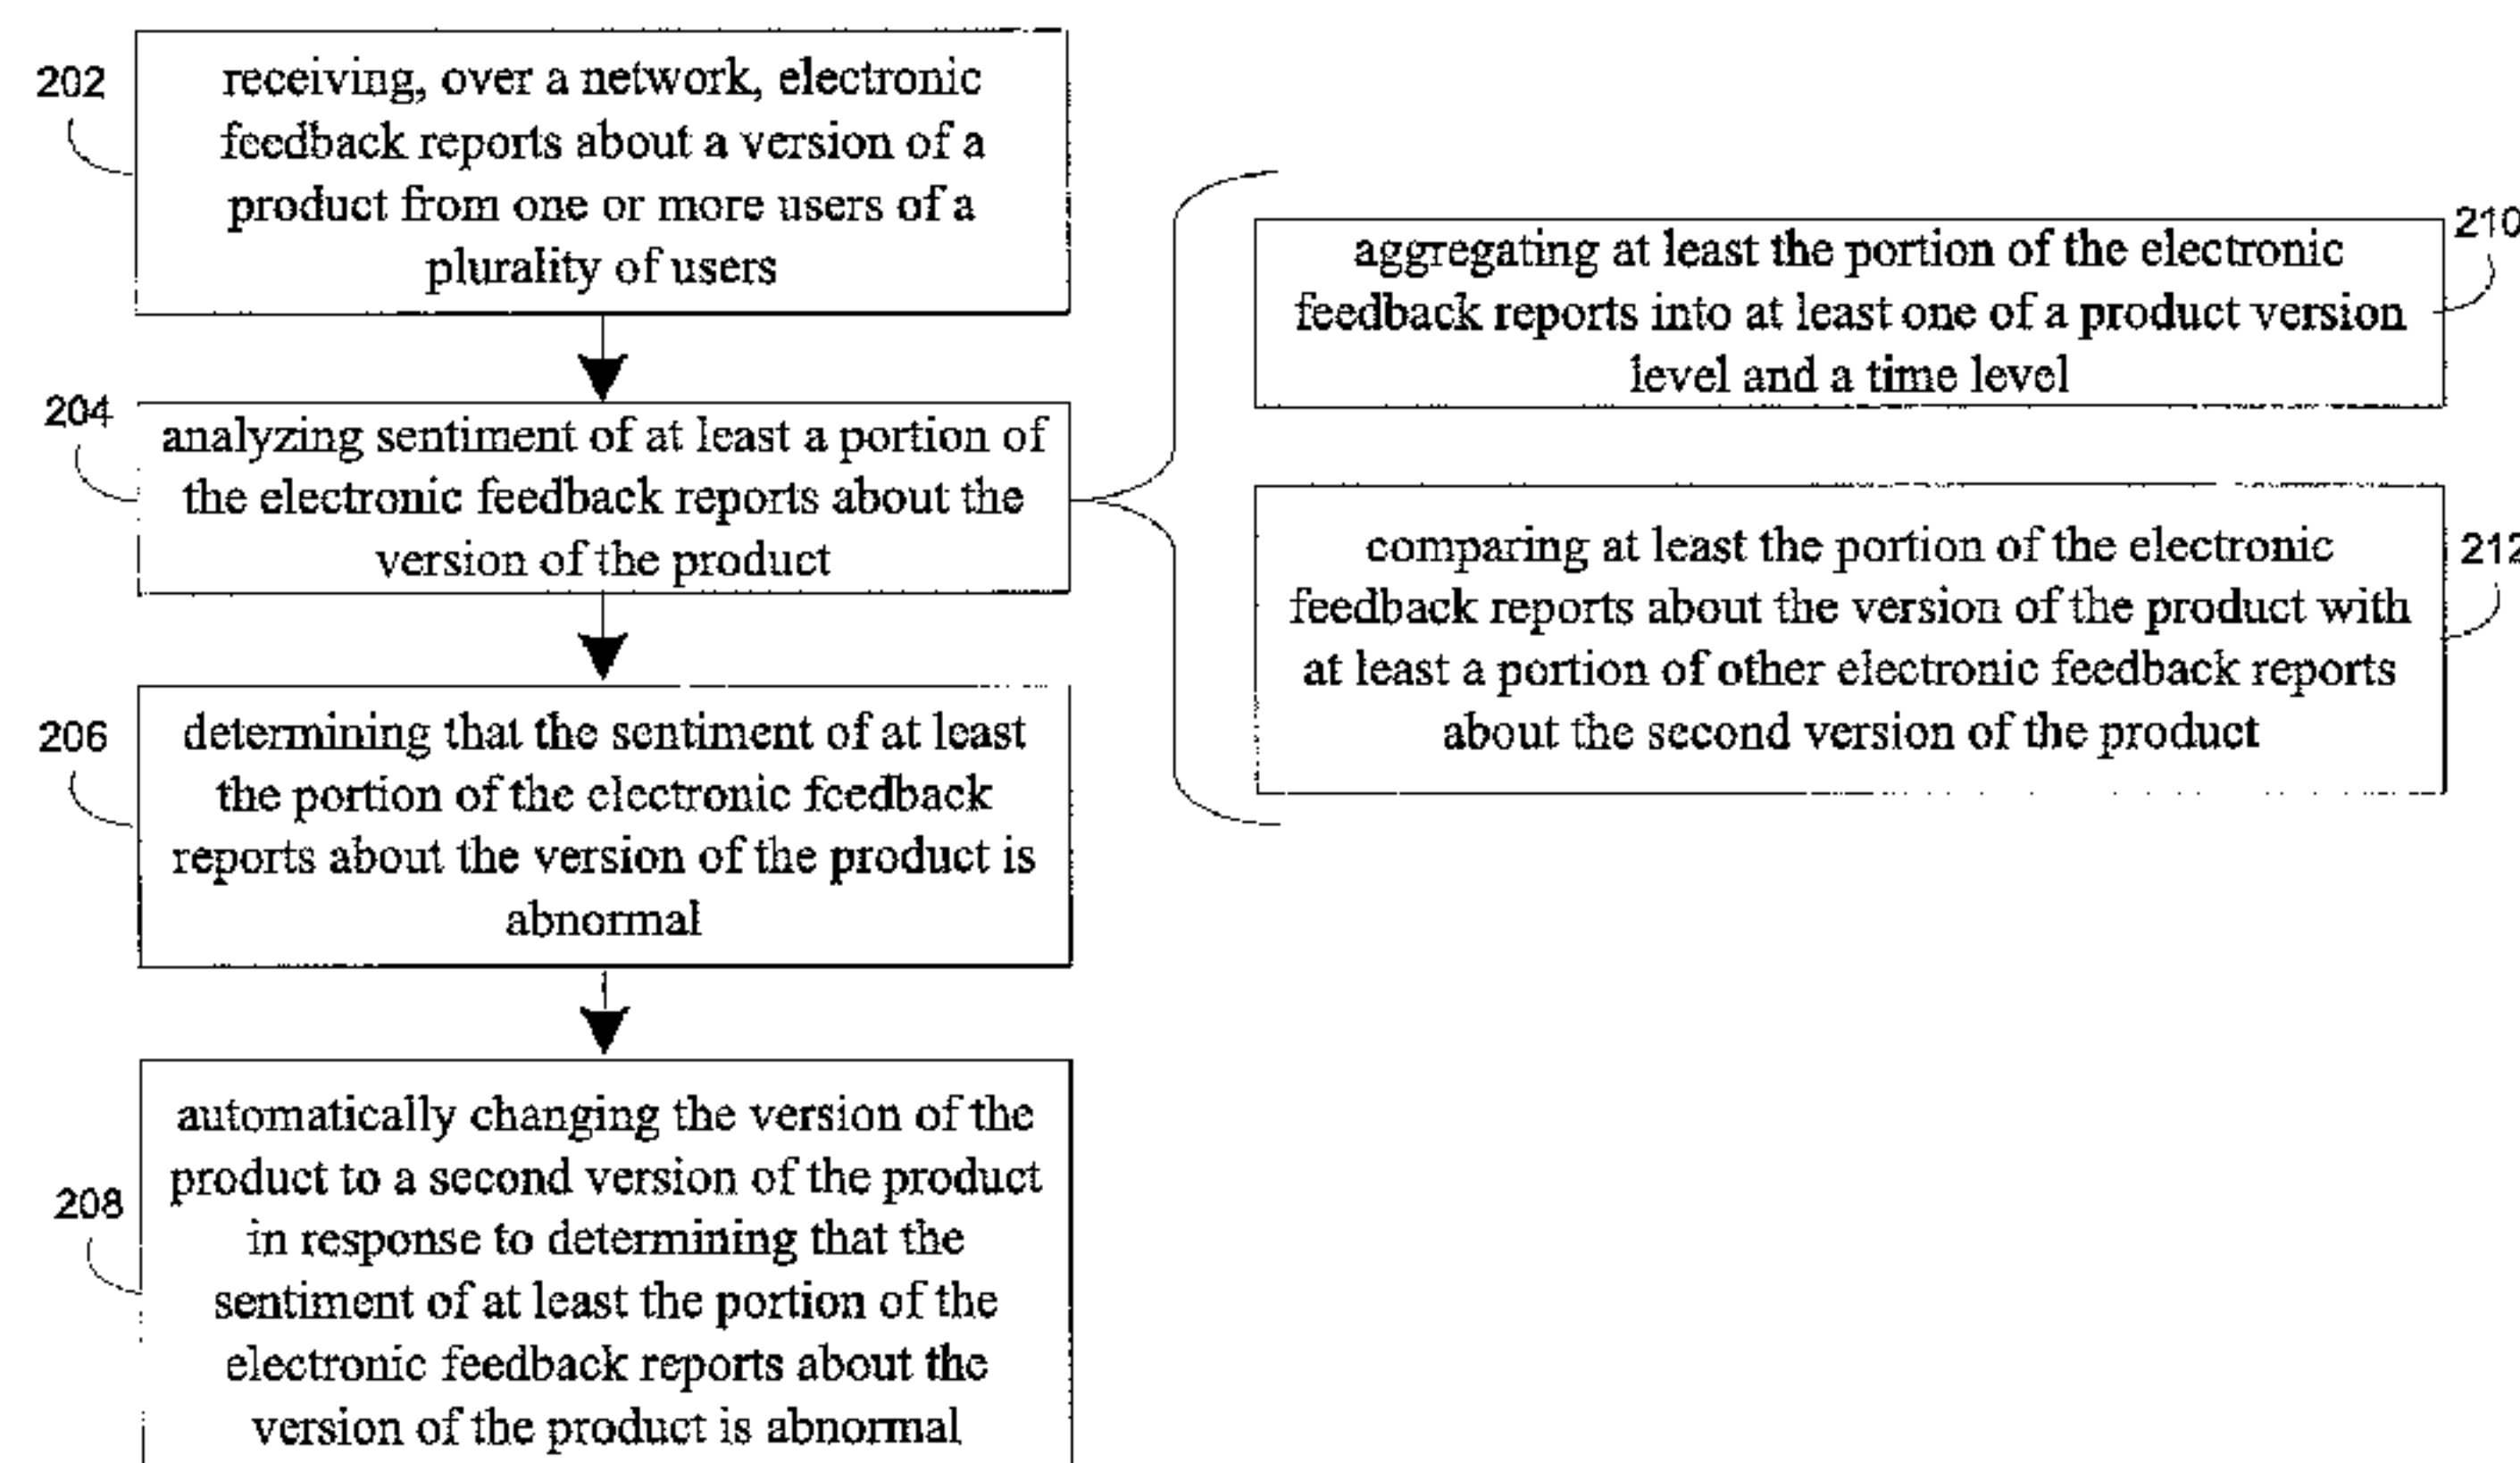 202
receiving, over a network, electronic
feedback reports about a version of a
product from one or more users of a
plurality of users
204
analyzing sentiment of at least a portion of
the electronic feedback reports about the
version of the product
206
determining that the sentiment of at least
the portion of the electronic feedback
reports about the version of the product is
abnormal
208
automatically changing the version of the
product to a second version of the product
in response to determining that the
sentiment of at least the portion of the
electronic feedback reports about the
version of the product is abnormal
210
aggregating at least the portion of the electronic
feedback reports into at least one of a product version
level and a time level
212
comparing at least the portion of the electronic
feedback reports about the version of the product with
at least a portion of other electronic feedback reports
about the second version of the product